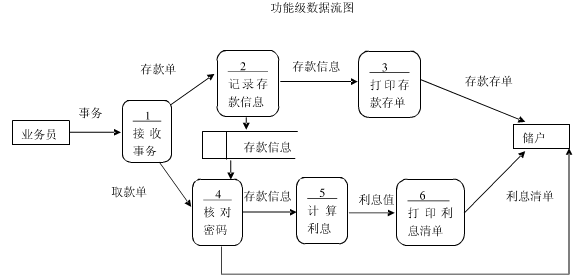 功能级数据流图
存款单
2
记录存
款信息
存款信息
3
打印存
款存单
存款存单
事务
业务员
1
接收
事务
储户
存款信息
取款单
4
核对
密码
存款信息
5
计算
利息
利息值
6
打印利
息清单
利息清单